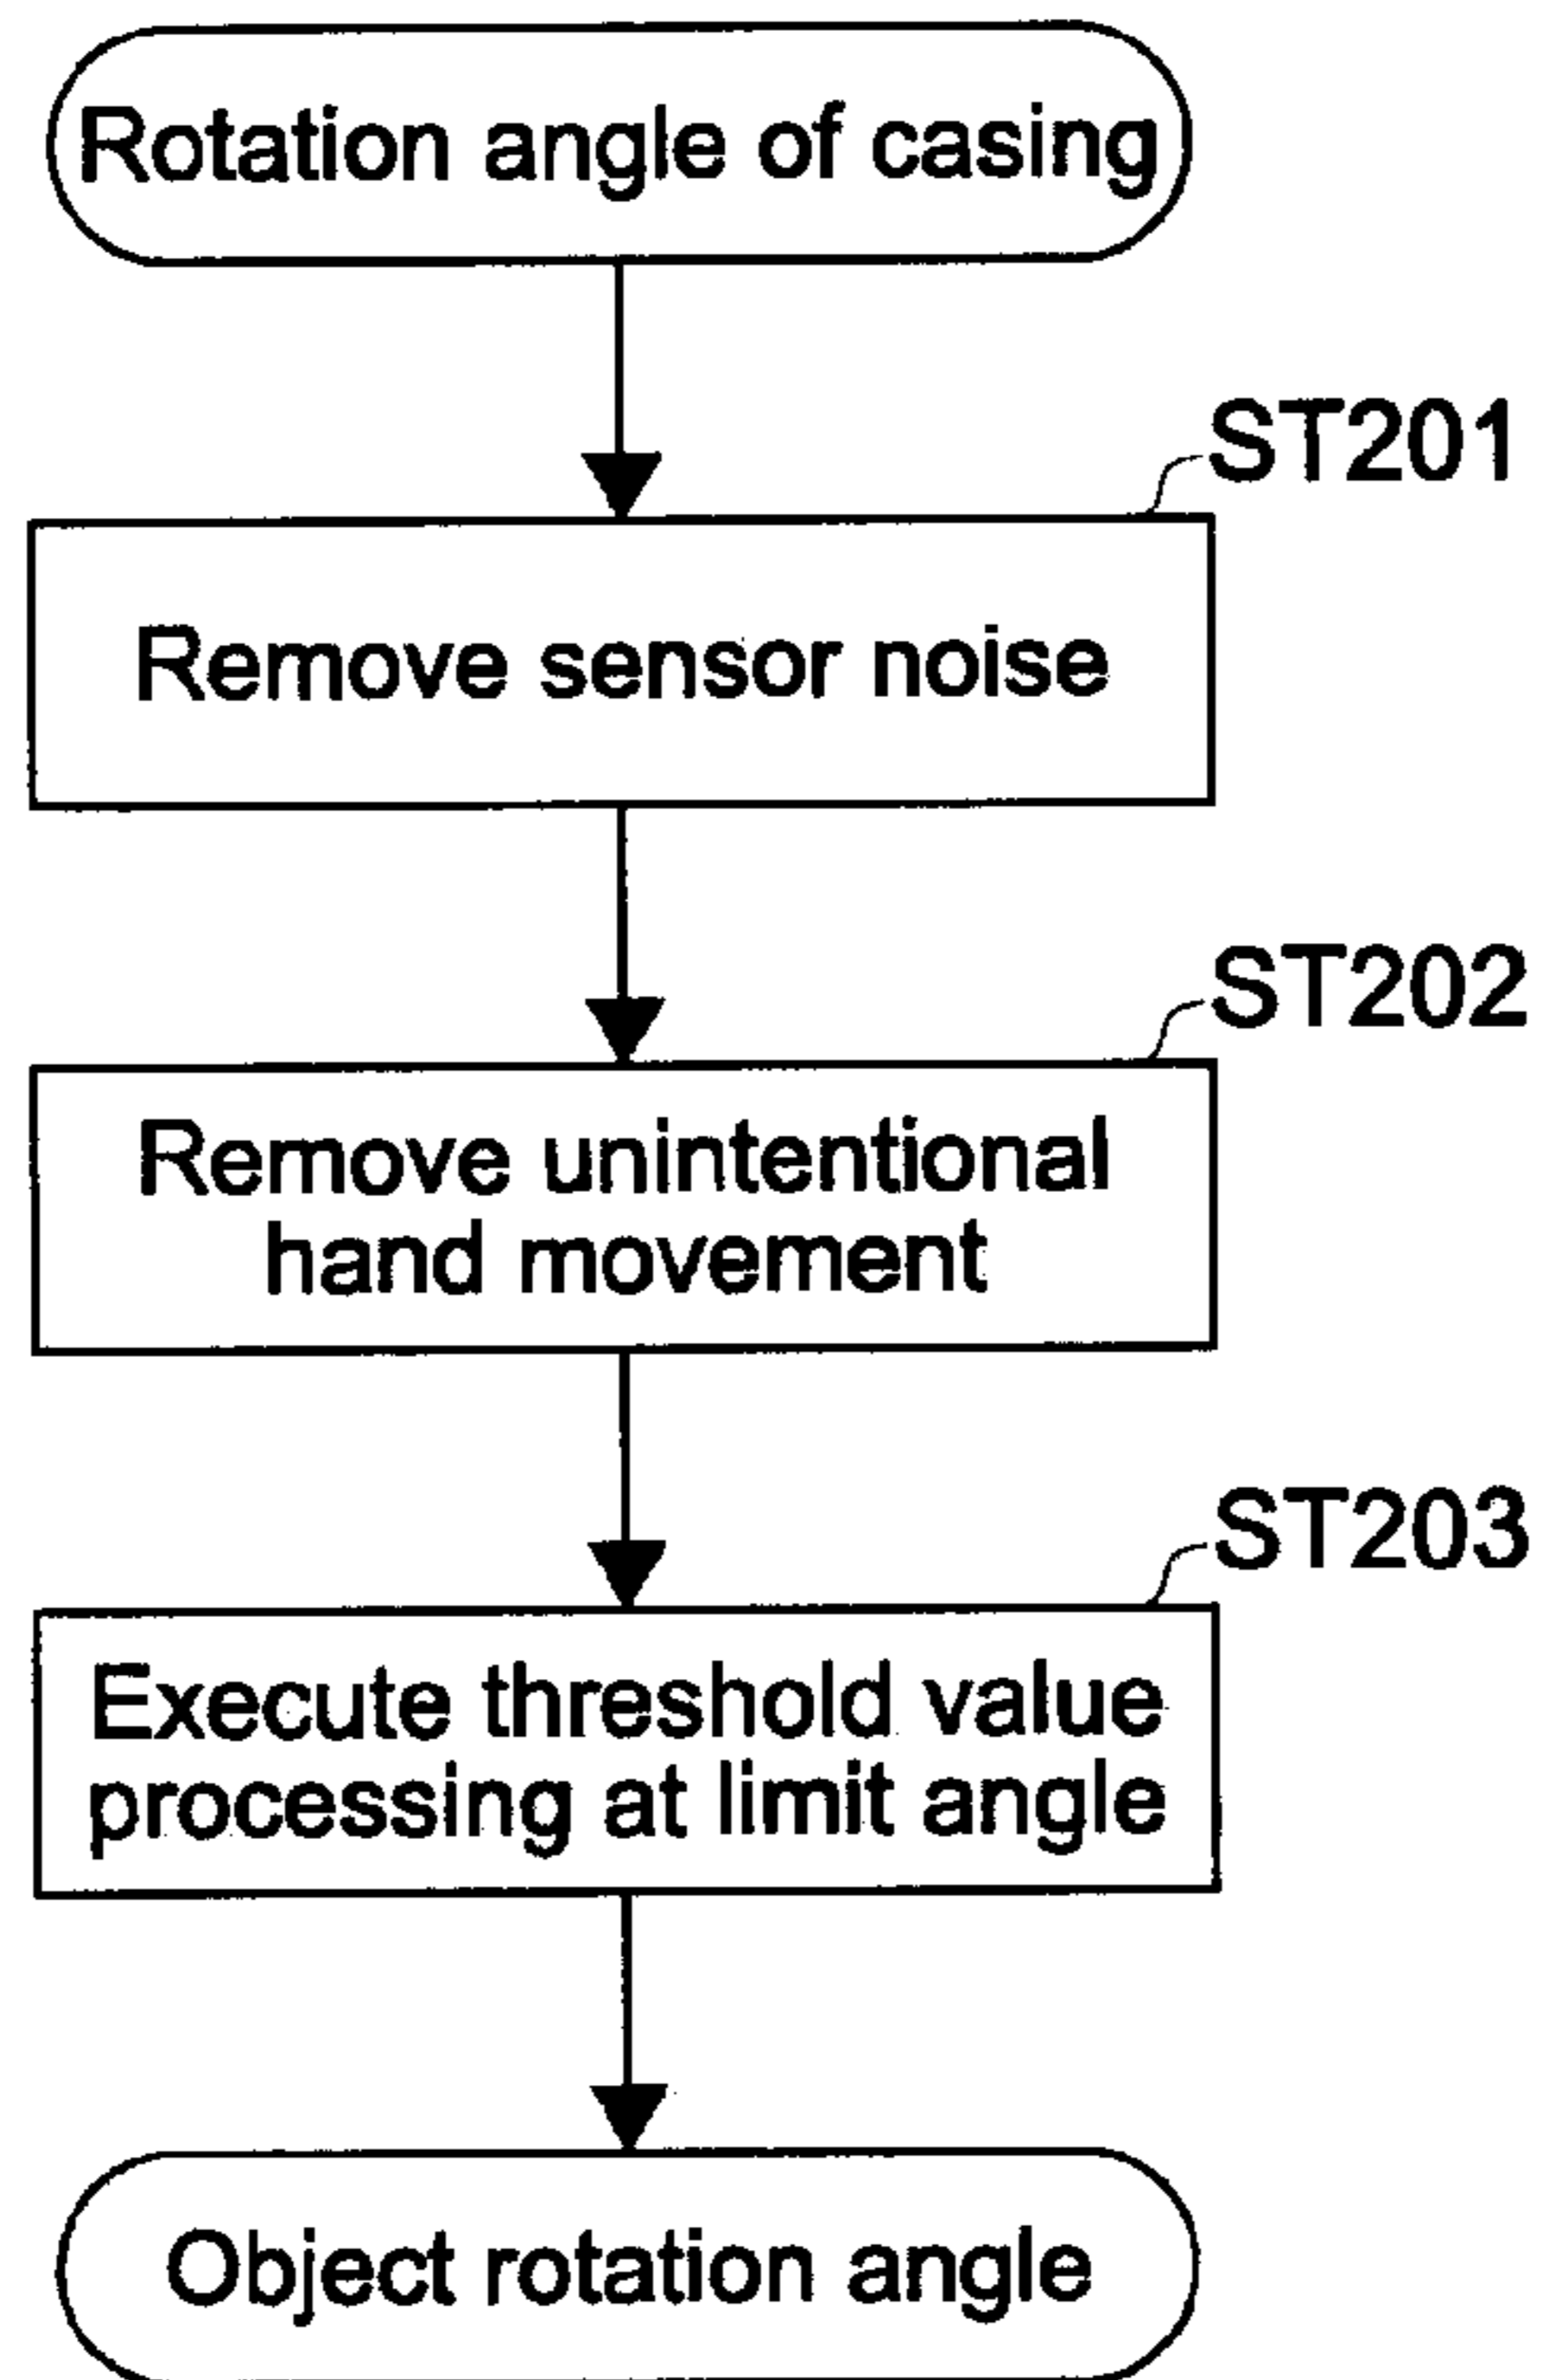 Rotation angle of casing
ST201
Remove sensor noise
ST202
Remove unintentional
hand movement
ST203
Execute threshold value
processing at limit angle
Object rotation angle